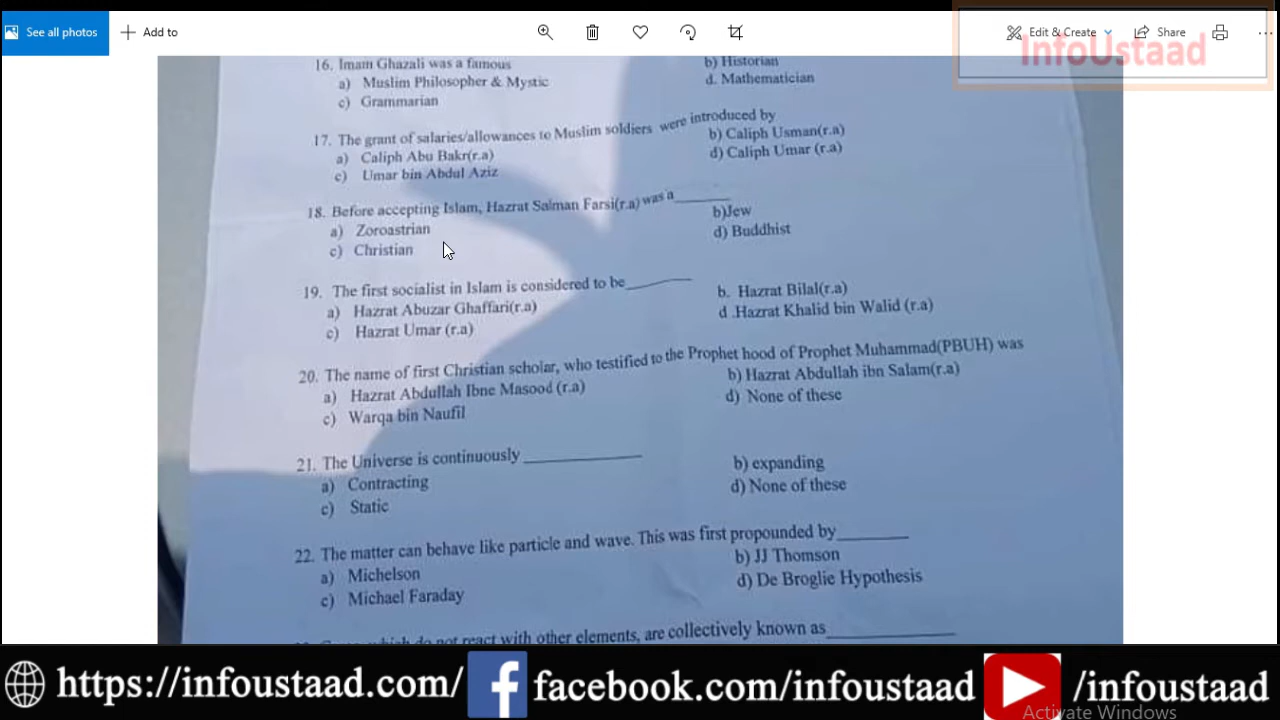 See all photos
Add to
Edit & Create
Share
InfoUstaad
16. Imam Ghazali was a famous
a) Muslim Philosopher & Mystic
b) Historian
c) Grammarian
d. Mathematician
17. The grant of salaries/allowances to Muslim soldiers were introduced by
a) Caliph Abu Bakr(r.a)
b) Caliph Usman(r.a)
c) Umar bin Abdul Aziz
d) Caliph Umar (r.a)
18. Before accepting Islam, Hazrat Salman Farsi(r.a) was a______
a) Zoroastrian
b)Jew
c) Christian
d) Buddhist
19. The first socialist in Islam is considered to be______
a) Hazrat Abuzar Ghaffari(r.a)
b. Hazrat Bilal(r.a)
c) Hazrat Umar (r.a)
d .Hazrat Khalid bin Walid (r.a)
20. The name of first Christian scholar, who testified to the Prophet hood of Prophet Muhammad(PBUH) was
a) Hazrat Abdullah Ibne Masood (r.a)
b) Hazrat Abdullah ibn Salam(r.a)
c) Warqa bin Naufil
d) None of these
21. The Universe is continuously ____________
a) Contracting
b) expanding
c) Static
d) None of these
22. The matter can behave like particle and wave. This was first propounded by_______
a) Michelson
b) JJ Thomson
c) Michael Faraday
d) De Broglie Hypothesis
which do not react with other elements, are collectively known as____________
https://infoustaad.com/
facebook.com/infoustaad
/infoustaad
Activate Windows